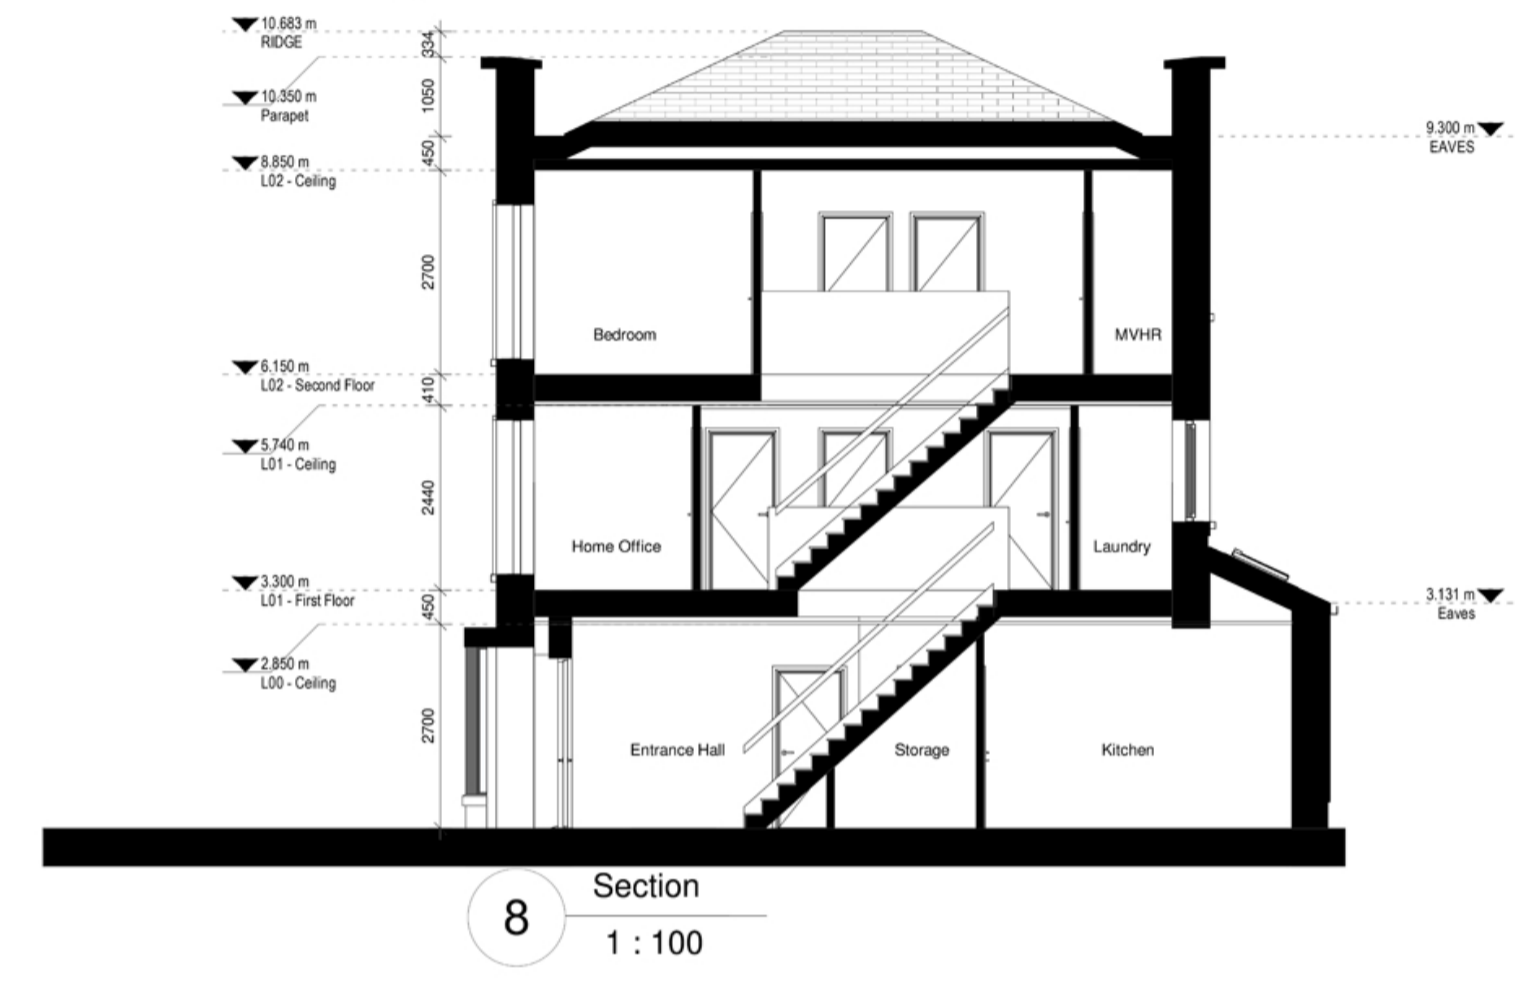 10.683 m
RIDGE
334
10.350 m
Parapet
1050
9.300 m
EAVES
450
8.850 m
L02 - Ceiling
2700
Bedroom
MVHR
6.150 m
L02 - Second Floor
410
5.740 m
L01 - Ceiling
2440
Home Office
Laundry
3.300 m
L01 - First Floor
3.131 m
Eaves
450
2.850 m
L00 - Ceiling
2700
Entrance Hall
Storage
Kitchen
8
Section
1 : 100